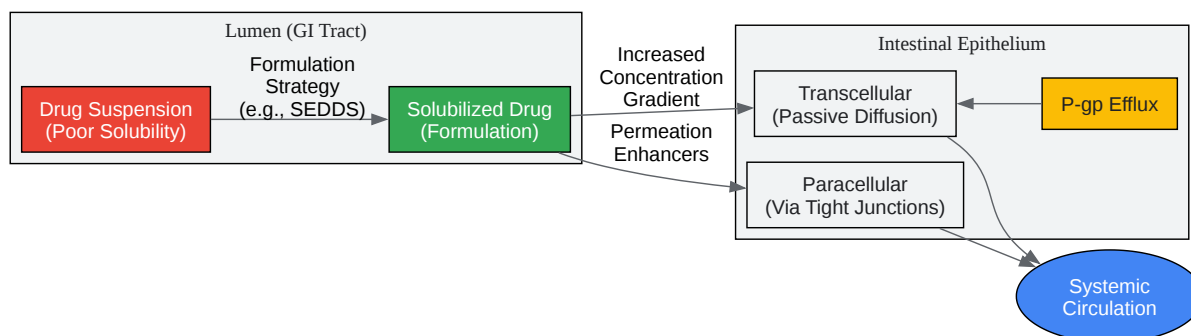 Lumen (GI Tract)
Formulation
Strategy
(e.g., SEDDS)
Drug Suspension
(Poor Solubility)
Solubilized Drug
(Formulation)
Increased
Concentration
Gradient
Permeation
Enhancers
Intestinal Epithelium
Transcellular
(Passive Diffusion)
P-gp Efflux
Paracellular
(Via Tight Junctions)
Systemic
Circulation